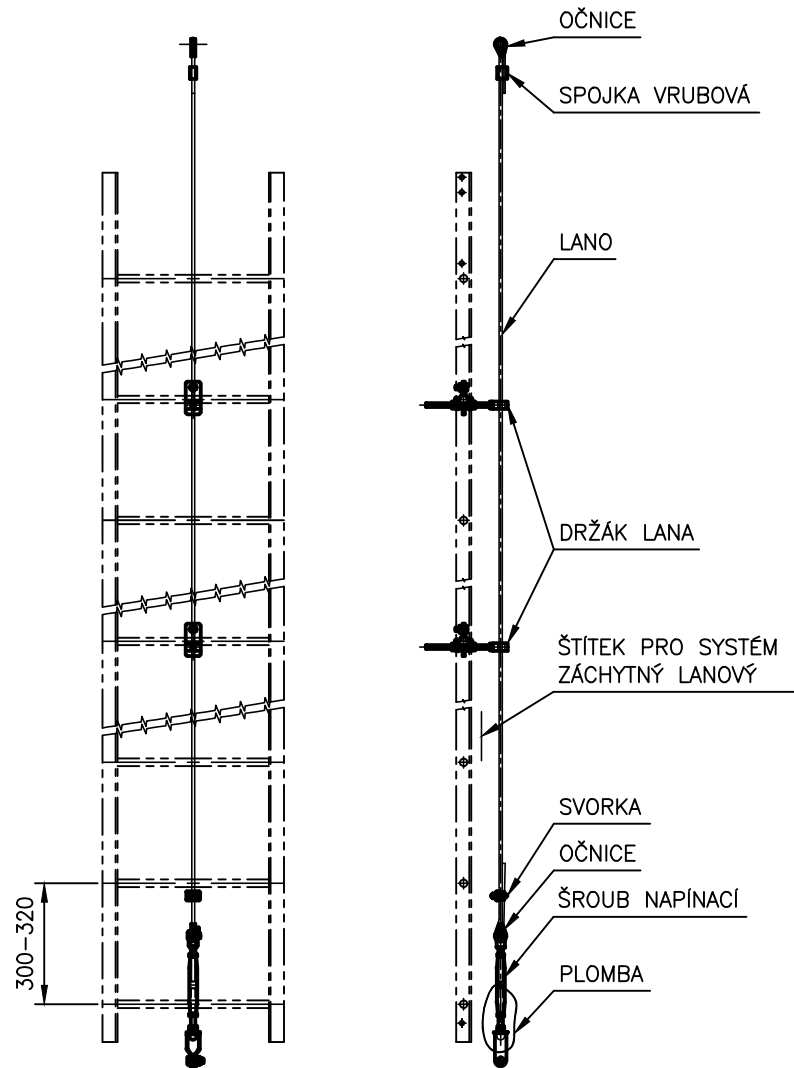 OČNICE
SPOJKA VRUBOVÁ
LANO
DRŽÁK LANA
ŠTÍTEK PRO SYSTÉM
ZÁCHYTNÝ LANOVÝ
SVORKA
OČNICE
ŠROUB NAPÍNACÍ
PLOMBA
300–320